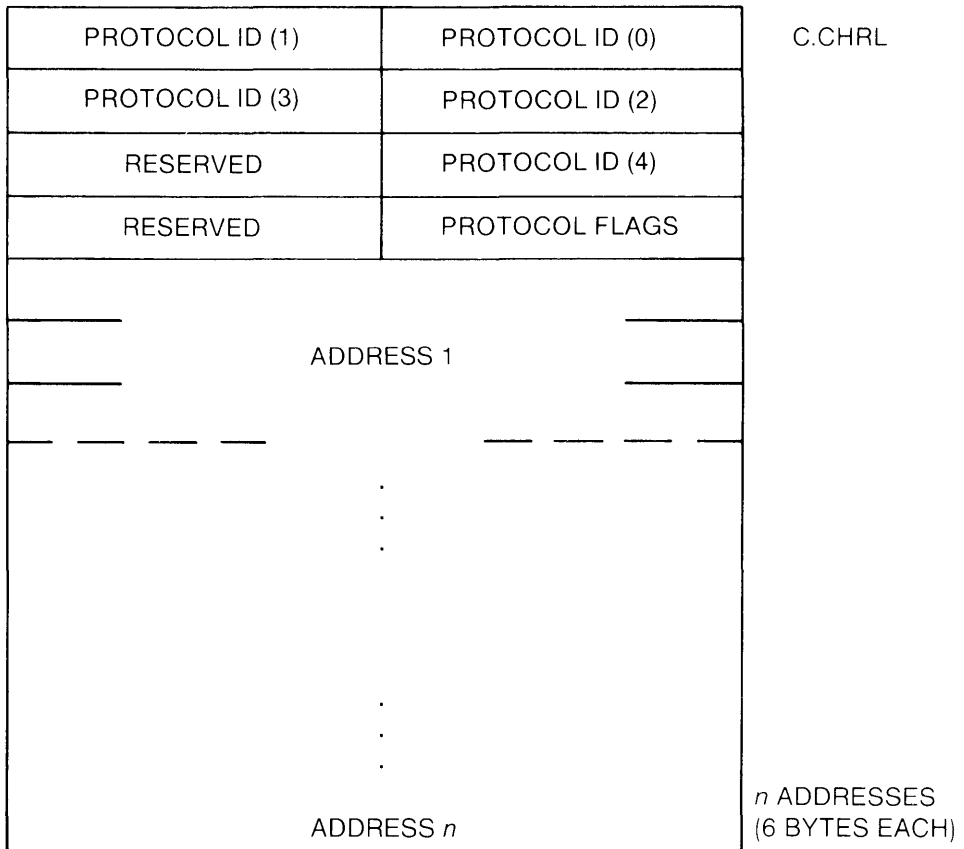 PROTOCOL ID (1) PROTOCOL ID (0) C.CHRL
PROTOCOL ID (3) PROTOCOL ID (2)
RESERVED PROTOCOL ID (4)
RESERVED PROTOCOL FLAGS
ADDRESS 1
n ADDRESSES
ADDRESS n (6 BYTES EACH)